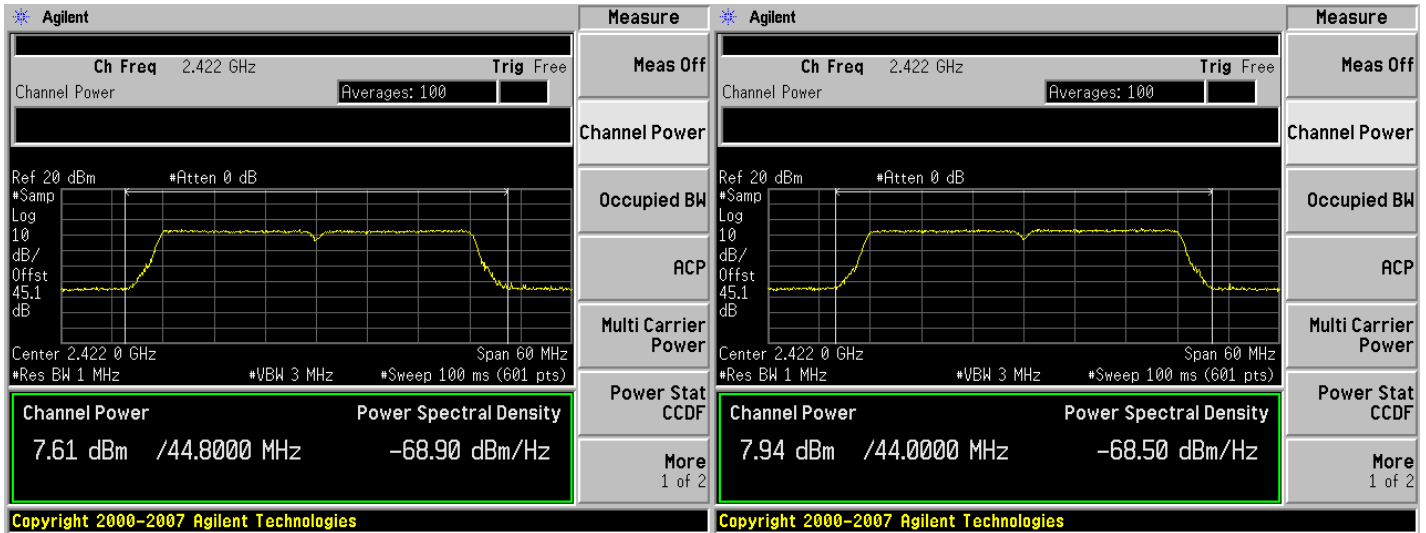 Agilent
Measure
Ch Freq 2.422 GHz Trig Free
Meas Off
Channel Power Averages: 100
Channel Power
Ref 20 dBm #Atten 0 dB
#Samp
Log
10
dB/
Offst
45.1
dB
Occupied BW
ACP
Multi Carrier
Power
Center 2.422 0 GHz Span 60 MHz
#Res BW 1 MHz #VBW 3 MHz #Sweep 100 ms (601 pts)
Power Stat
CCDF
Channel Power Power Spectral Density
7.61 dBm /44.8000 MHz -68.90 dBm/Hz
More
1 of 2
Copyright 2000-2007 Agilent Technologies
Agilent
Measure
Ch Freq 2.422 GHz Trig Free
Meas Off
Channel Power Averages: 100
Channel Power
Ref 20 dBm #Atten 0 dB
#Samp
Log
10
dB/
Offst
45.1
dB
Occupied BW
ACP
Multi Carrier
Power
Center 2.422 0 GHz Span 60 MHz
#Res BW 1 MHz #VBW 3 MHz #Sweep 100 ms (601 pts)
Power Stat
CCDF
Channel Power Power Spectral Density
7.94 dBm /44.0000 MHz -68.50 dBm/Hz
More
1 of 2
Copyright 2000-2007 Agilent Technologies